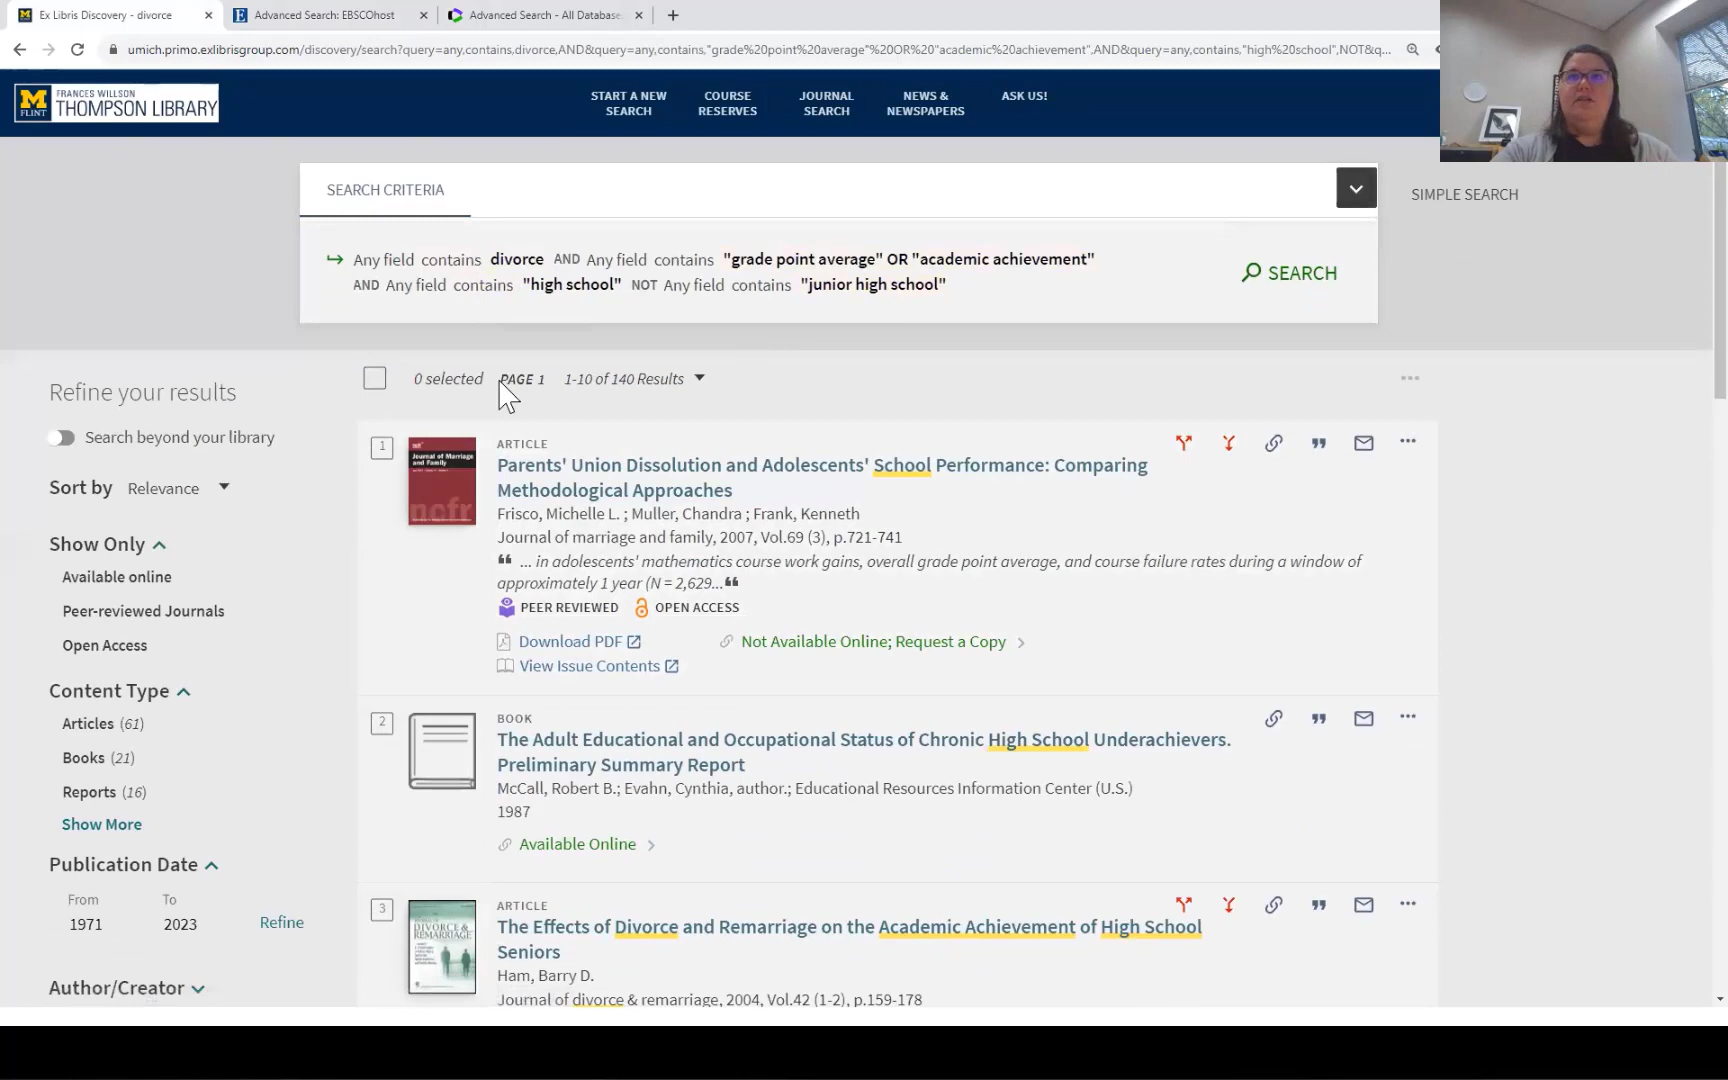 Ex Libris Discovery - divorce
Advanced Search: EBSCOhost
Advanced Search - All Database
umich.primo.exlibrisgroup.com/discovery/search?query=any,contains,divorce,AND&query=any,contains,"grade%20point%20average"%20OR%20"academic%20achievement",AND&query=any,contains,"high%20school",NOT&q...
M
FLINT
FRANCES WILLSON
THOMPSON LIBRARY
START A NEW
SEARCH
COURSE
RESERVES
JOURNAL
SEARCH
NEWS &
NEWSPAPERS
ASK US!
SEARCH CRITERIA
SIMPLE SEARCH
Any field contains divorce AND Any field contains "grade point average" OR "academic achievement"
AND Any field contains "high school" NOT Any field contains "junior high school"
SEARCH
Refine your results
Search beyond your library
Sort by Relevance
Show Only
Available online
Peer-reviewed Journals
Open Access
Content Type
Articles (61)
Books (21)
Reports (16)
Show More
Publication Date
From To
1971 2023 Refine
Author/Creator
0 selected PAGE 1 1-10 of 140 Results
1
Journal of Marriage
and Family
ncfr
ARTICLE
Parents' Union Dissolution and Adolescents' School Performance: Comparing
Methodological Approaches
Frisco, Michelle L. ; Muller, Chandra ; Frank, Kenneth
Journal of marriage and family, 2007, Vol.69 (3), p.721-741
... in adolescents' mathematics course work gains, overall grade point average, and course failure rates during a window of
approximately 1 year (N = 2,629...
PEER REVIEWED OPEN ACCESS
Download PDF Not Available Online; Request a Copy
View Issue Contents
2
BOOK
The Adult Educational and Occupational Status of Chronic High School Underachievers.
Preliminary Summary Report
McCall, Robert B.; Evahn, Cynthia, author.; Educational Resources Information Center (U.S.)
1987
Available Online
3
DIVORCE &
REMARRIAGE
ARTICLE
The Effects of Divorce and Remarriage on the Academic Achievement of High School
Seniors
Ham, Barry D.
Journal of divorce & remarriage, 2004, Vol.42 (1-2), p.159-178